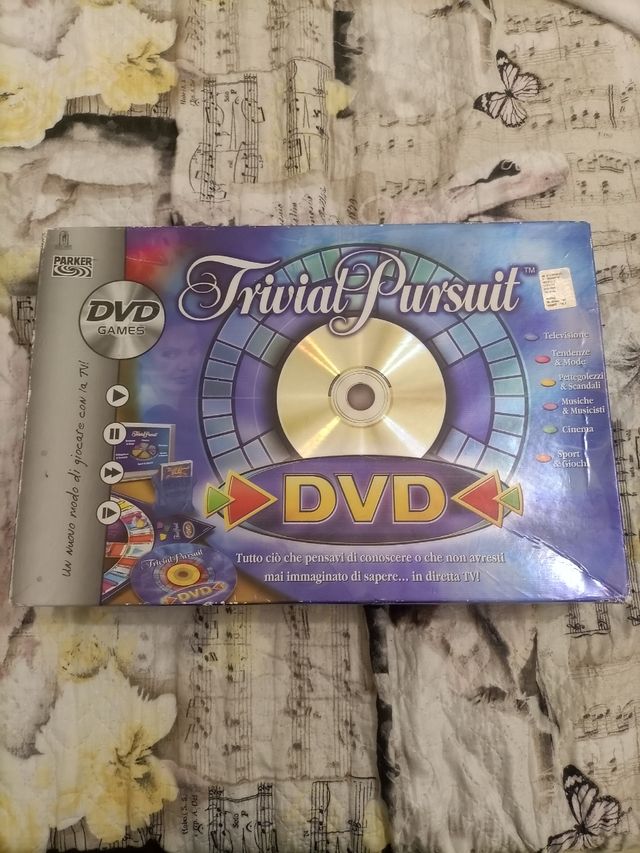 PARKER
DVD
GAMES
Un nuovo modo di giocare con la TV!
Trivial Pursuit™
Televisione
Tendenze
& Mode
Pettegolezzi
& Scandali
Musiche
& Musicisti
Cinema
Sport
& Giochi
DVD
Trivial Pursuit
DVD
Tutto ciò che pensavi di conoscere o che non avresti
mai immaginato di sapere... in diretta TV!